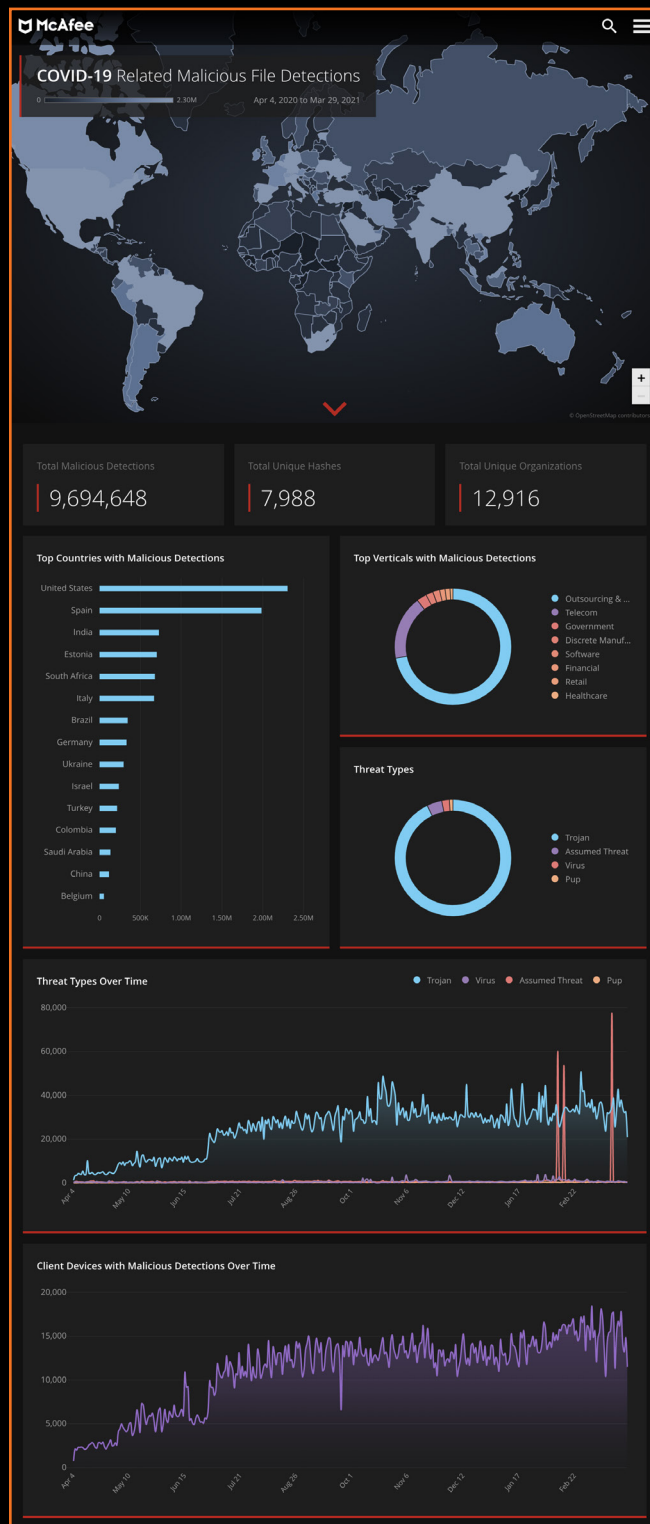 McAfee
COVID-19 Related Malicious File Detections
0 2.30M Apr 4, 2020 to Mar 29, 2021
+
© OpenStreetMap contributors
Total Malicious Detections
9,694,648
Total Unique Hashes
7,988
Total Unique Organizations
12,916
Top Countries with Malicious Detections
United States
Spain
India
Estonia
South Africa
Italy
Brazil
Germany
Ukraine
Israel
Turkey
Colombia
Saudi Arabia
China
Belgium
0 500K 1.00M 1.50M 2.00M 2.50M
Top Verticals with Malicious Detections
Outsourcing & ...
Telecom
Government
Discrete Manuf...
Software
Financial
Retail
Healthcare
Threat Types
Trojan
Assumed Threat
Virus
Pup
Threat Types Over Time
Trojan Virus Assumed Threat Pup
80,000
60,000
40,000
20,000
0
Apr 4 May 10 Jun 15 Jul 21 Aug 26 Oct 1 Nov 6 Dec 12 Jan 17 Feb 22
Client Devices with Malicious Detections Over Time
20,000
15,000
10,000
5,000
0
Apr 4 May 10 Jun 15 Jul 21 Aug 26 Oct 1 Nov 6 Dec 12 Jan 17 Feb 22